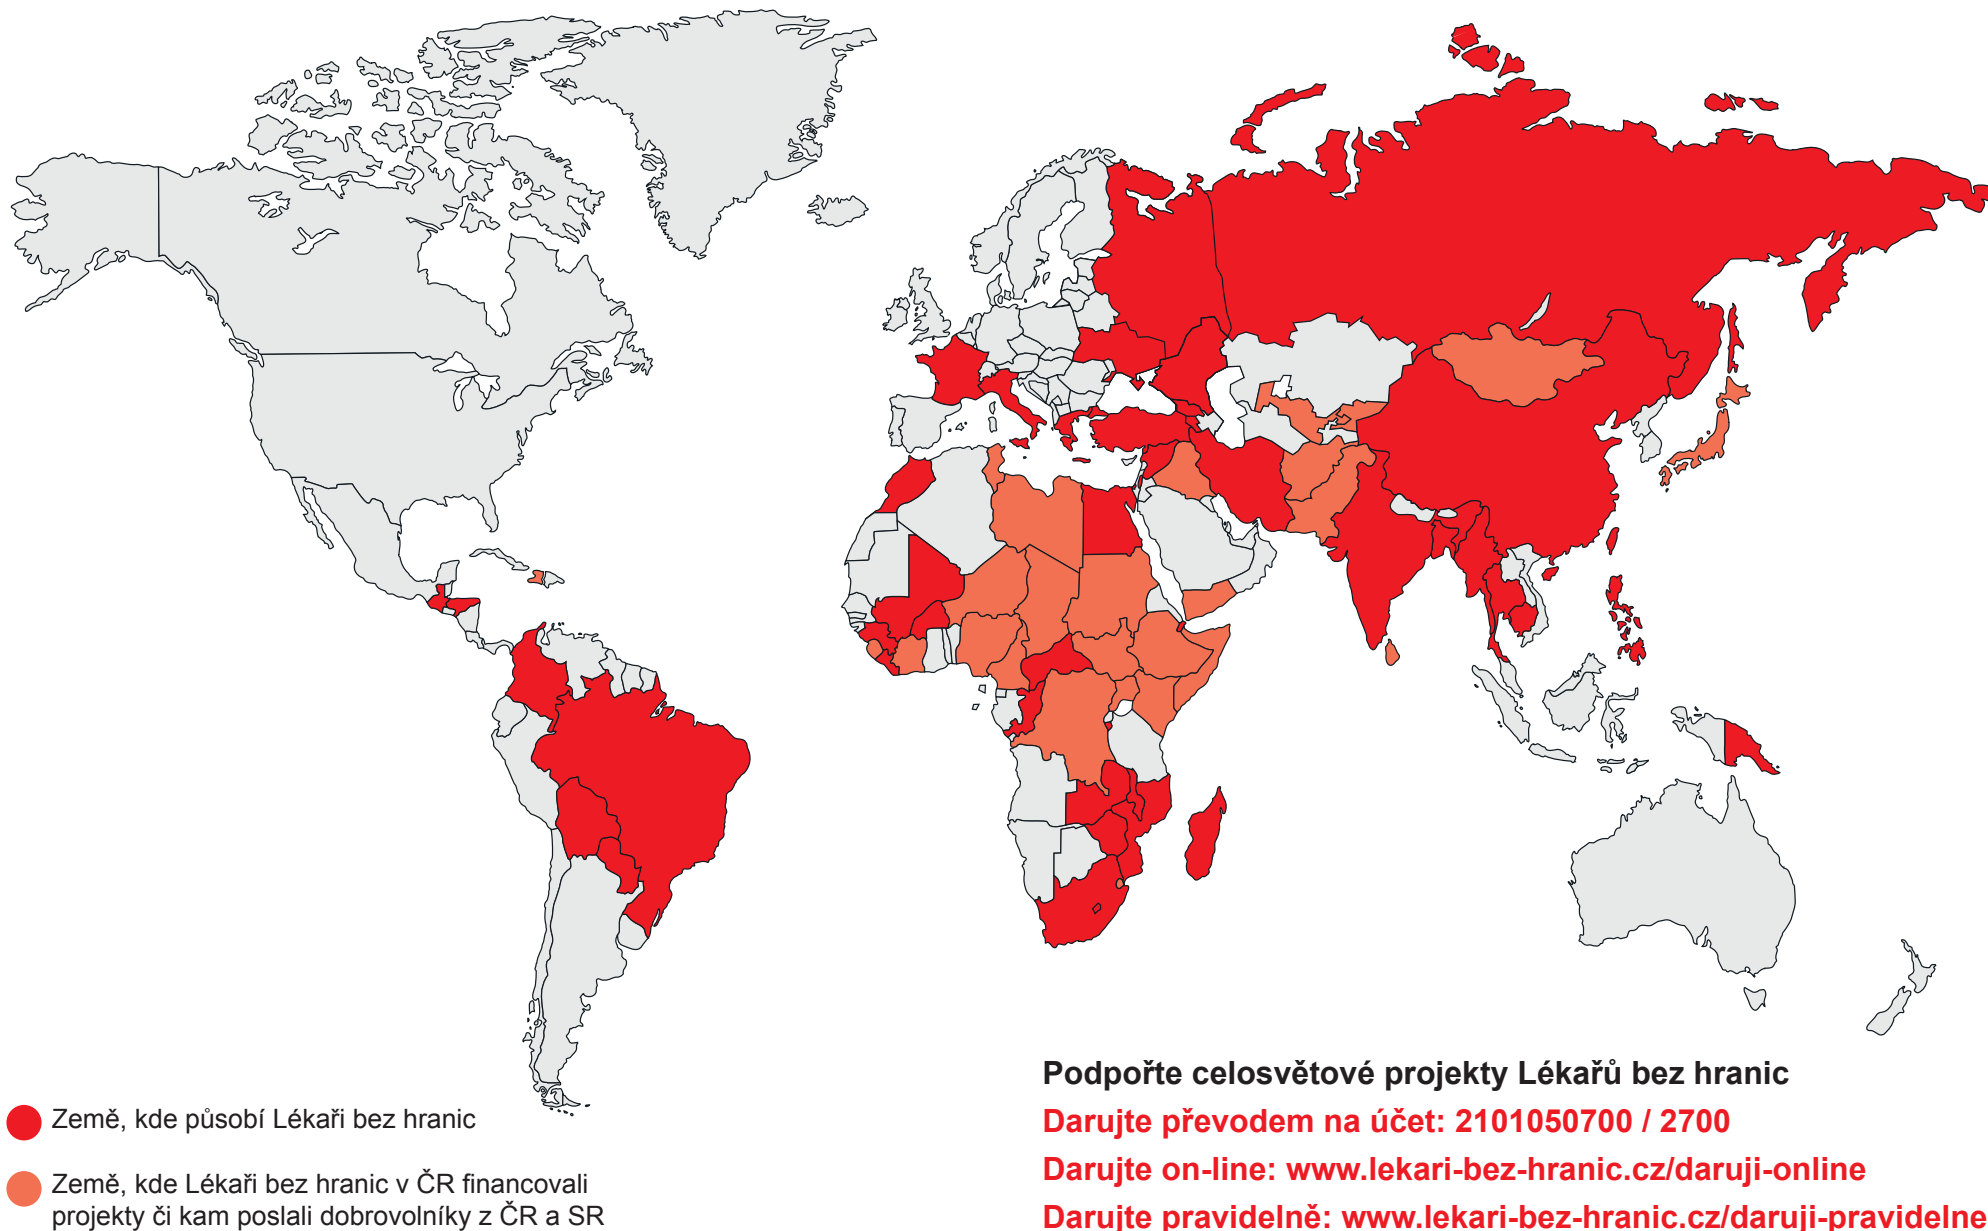 Země, kde působí Lékaři bez hranic
Země, kde Lékaři bez hranic v ČR financovali
projekty či kam poslali dobrovolníky z ČR a SR
Podpořte celosvětové projekty Lékařů bez hranic
Darujte převodem na účet: 2101050700 / 2700
Darujte on-line: www.lekari-bez-hranic.cz/daruji-online
Darujte pravidelně: www.lekari-bez-hranic.cz/daruji-pravidelne